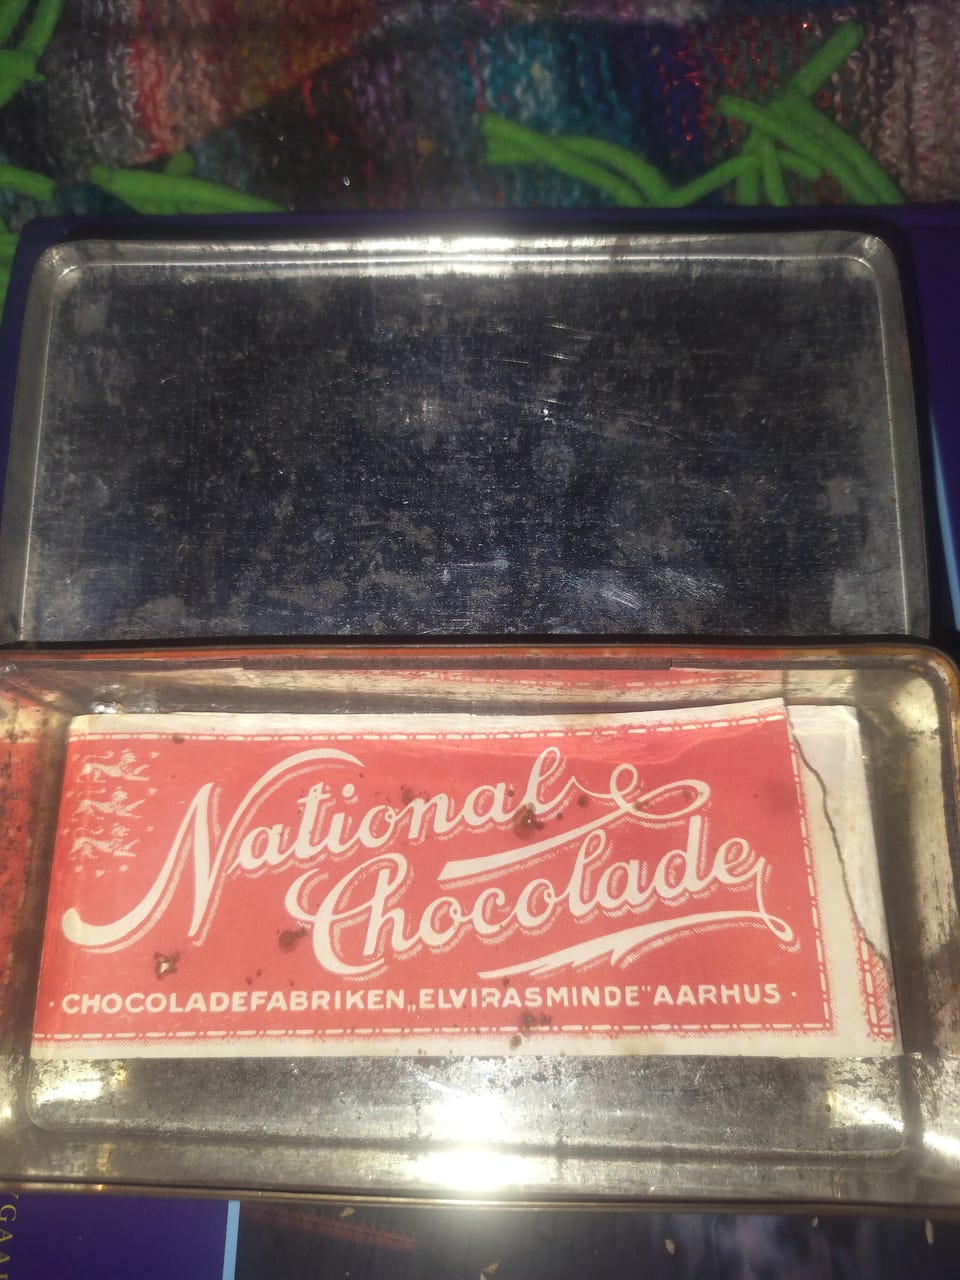 National
Chocolade
· CHOCOLADEFABRIKEN „ELVIRASMINDE" AARHUS ·